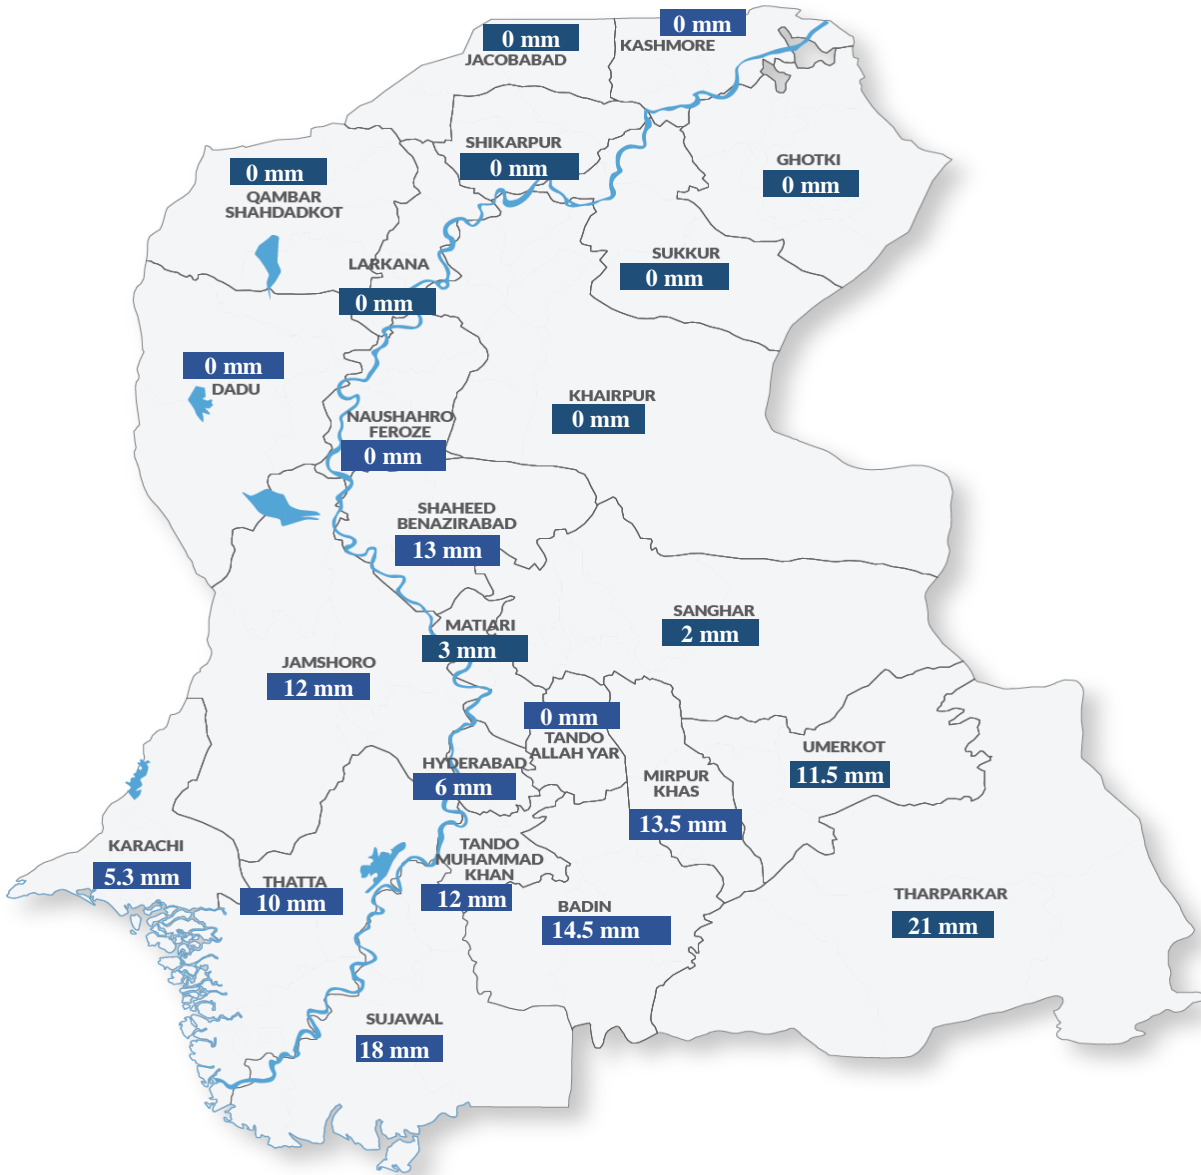 0 mm
KASHMORE
0 mm
JACOBABAD
SHIKARPUR
0 mm
GHOTKI
0 mm
0 mm
QAMBAR
SHAHDADKOT
SUKKUR
0 mm
LARKANA
0 mm
0 mm
DADU
KHAIRPUR
0 mm
NAUSHAHRO
FEROZE
0 mm
SHAHEED
BENAZIRABAD
13 mm
SANGHAR
2 mm
MATIARI
3 mm
JAMSHORO
12 mm
0 mm
TANDO
ALLAH YAR
UMERKOT
11.5 mm
HYDERABAD
6 mm
MIRPUR
KHAS
13.5 mm
KARACHI
5.3 mm
TANDO
MUHAMMAD
KHAN
12 mm
THATTA
10 mm
BADIN
14.5 mm
THARPARKAR
21 mm
SUJAWAL
18 mm